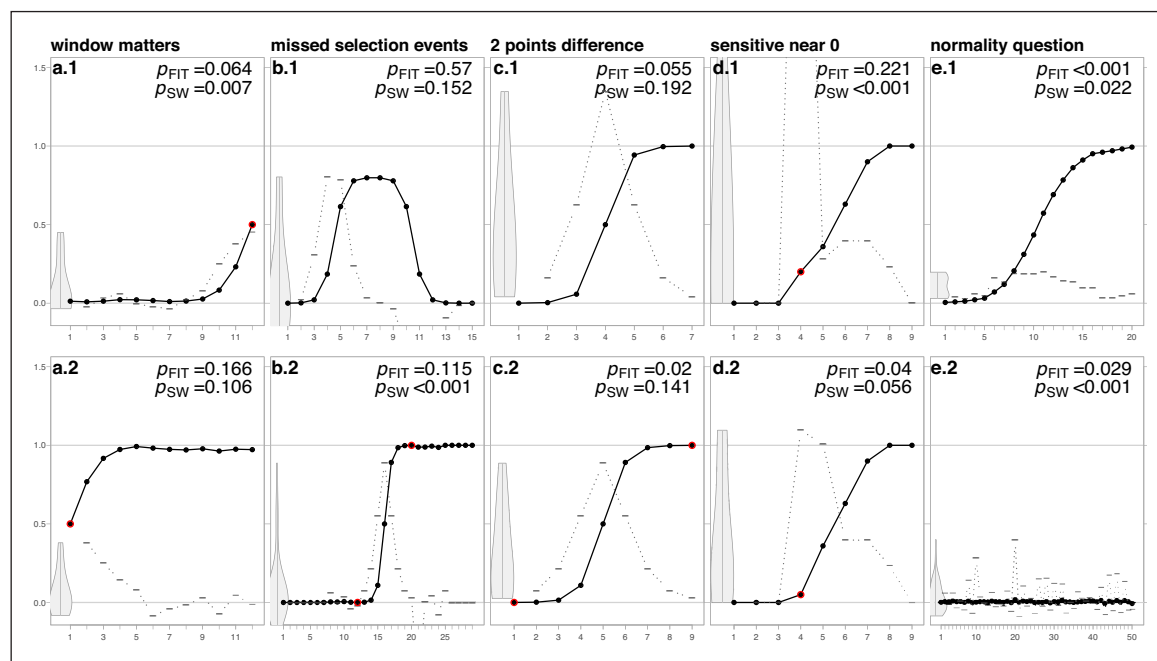 window matters
missed selection events
2 points difference
sensitive near 0
normality question
a.1
pFIT =0.064
pSW =0.007
b.1
pFIT =0.57
pSW =0.152
c.1
pFIT =0.055
pSW =0.192
d.1
pFIT =0.221
pSW <0.001
e.1
pFIT <0.001
pSW =0.022
1.5
1.0
0.5
0.0
1 3 5 7 9 11
1 2 3 4 5 6 7 8 9 10 11 12 13 14 15
1 2 3 4 5 6 7
1 2 3 4 5 6 7 8 9
1 5 10 15 20
a.2
pFIT =0.166
pSW =0.106
b.2
pFIT =0.115
pSW <0.001
c.2
pFIT =0.02
pSW =0.141
d.2
pFIT =0.04
pSW =0.056
e.2
pFIT =0.029
pSW <0.001
1.5
1.0
0.5
0.0
1 3 5 7 9 11
1 10 15 20 25
1 2 3 4 5 6 7 8 9
1 2 3 4 5 6 7 8 9
1 10 20 30 40 50